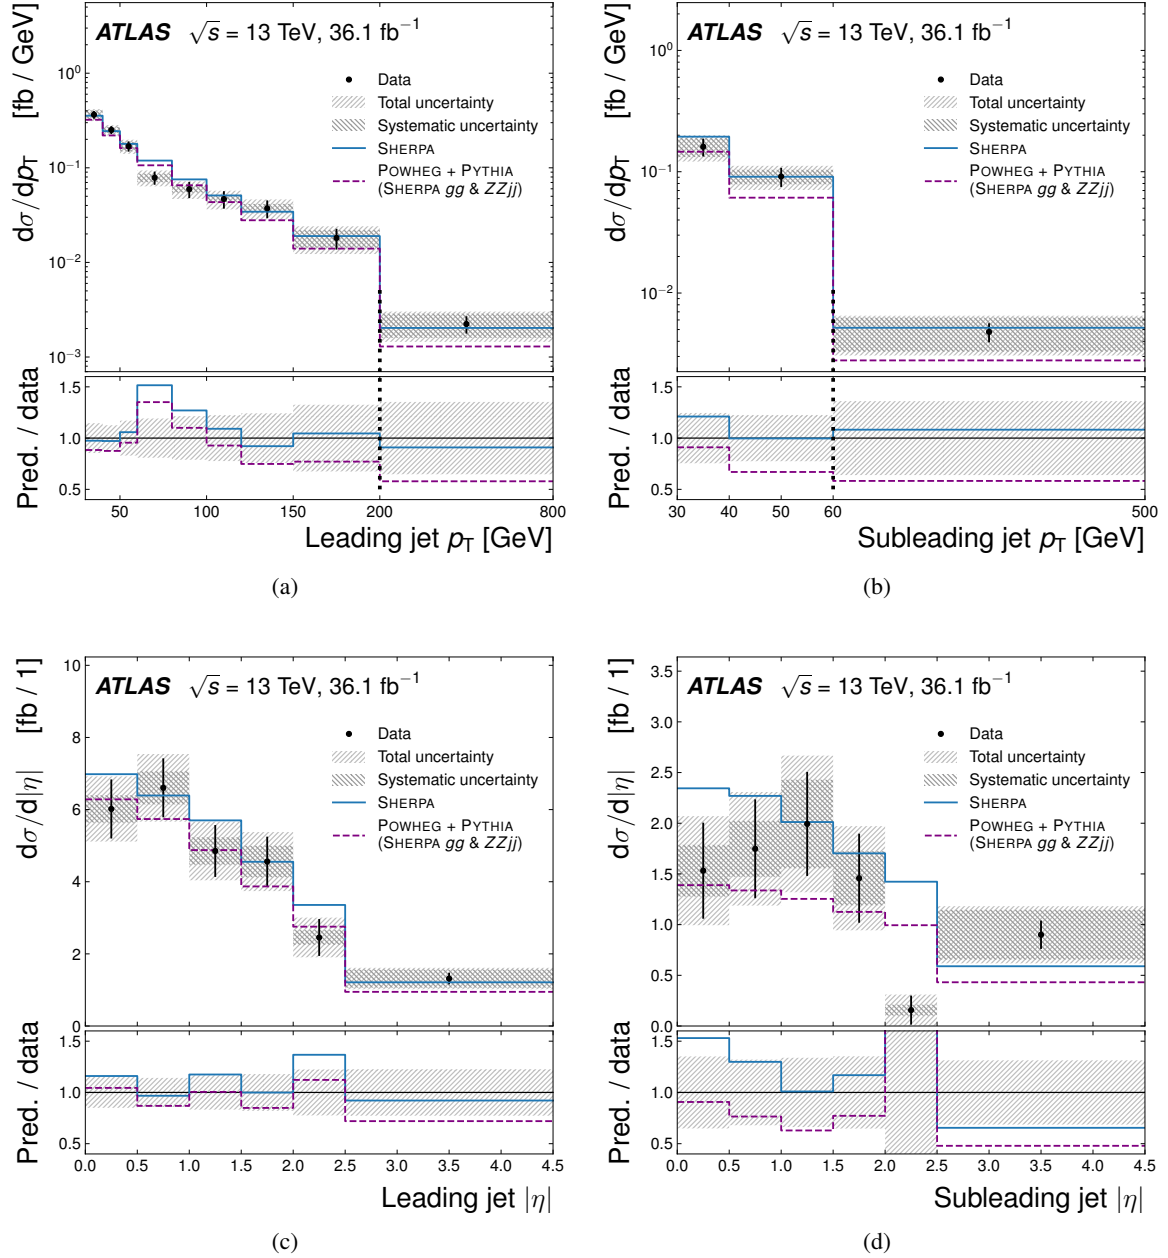 ATLAS √s = 13 TeV, 36.1 fb⁻¹
Data
Total uncertainty
Systematic uncertainty
SHERPA
POWHEG + PYTHIA
(SHERPA gg & ZZjj)
dσ/dp_T [fb / GeV]
10⁰
10⁻¹
10⁻²
10⁻³
Pred. / data
1.5
1.0
0.5
50 100 150 200 800
Leading jet p_T [GeV]
(a)
ATLAS √s = 13 TeV, 36.1 fb⁻¹
Data
Total uncertainty
Systematic uncertainty
SHERPA
POWHEG + PYTHIA
(SHERPA gg & ZZjj)
dσ/dp_T [fb / GeV]
10⁰
10⁻¹
10⁻²
Pred. / data
1.5
1.0
0.5
30 40 50 60 500
Subleading jet p_T [GeV]
(b)
ATLAS √s = 13 TeV, 36.1 fb⁻¹
Data
Total uncertainty
Systematic uncertainty
SHERPA
POWHEG + PYTHIA
(SHERPA gg & ZZjj)
dσ/d|η| [fb / 1]
10
8
6
4
2
0
Pred. / data
1.5
1.0
0.5
0.0 0.5 1.0 1.5 2.0 2.5 3.0 3.5 4.0 4.5
Leading jet |η|
(c)
ATLAS √s = 13 TeV, 36.1 fb⁻¹
Data
Total uncertainty
Systematic uncertainty
SHERPA
POWHEG + PYTHIA
(SHERPA gg & ZZjj)
dσ/d|η| [fb / 1]
3.5
3.0
2.5
2.0
1.5
1.0
0.5
0.0
Pred. / data
1.5
1.0
0.5
0.0 0.5 1.0 1.5 2.0 2.5 3.0 3.5 4.0 4.5
Subleading jet |η|
(d)